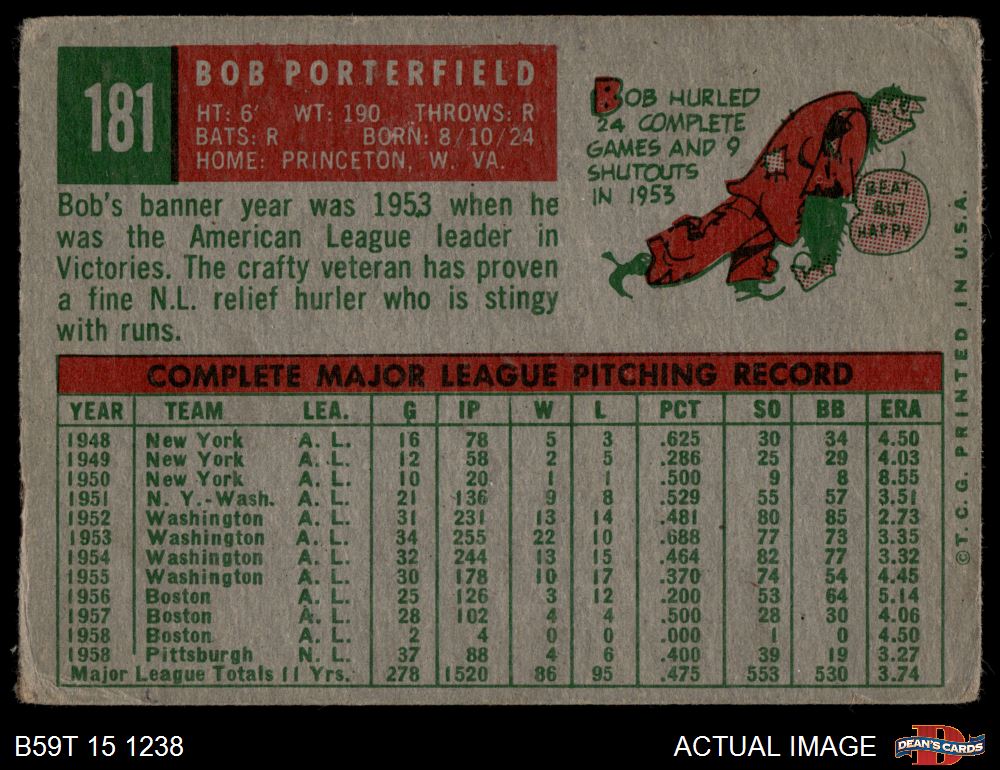 181
BOB PORTERFIELD
HT: 6' WT: 190 THROWS: R
BATS: R BORN: 8/10/24
HOME: PRINCETON, W. VA.
Bob's banner year was 1953 when he
was the American League leader in
Victories. The crafty veteran has proven
a fine N.L. relief hurler who is stingy
with runs.
BOB HURLED
24 COMPLETE
GAMES AND 9
SHUTOUTS
IN 1953
BEAT
BUT
HAPPY
COMPLETE MAJOR LEAGUE PITCHING RECORD
YEAR TEAM LEA. G IP W L PCT SO BB ERA
1948 New York A. L. 16 78 5 3 .625 30 34 4.50
1949 New York A. L. 12 58 2 5 .286 25 29 4.03
1950 New York A. L. 10 20 1 1 .500 9 8 8.55
1951 N. Y.-Wash. A. L. 21 136 9 8 .529 55 57 3.51
1952 Washington A. L. 31 231 13 14 .481 80 85 2.73
1953 Washington A. L. 34 255 22 10 .688 77 73 3.35
1954 Washington A. L. 32 244 13 15 .464 82 77 3.32
1955 Washington A. L. 30 178 10 17 .370 74 54 4.45
1956 Boston A. L. 25 126 3 12 .200 53 64 5.14
1957 Boston A. L. 28 102 4 4 .500 28 30 4.06
1958 Boston A. L. 2 4 0 0 .000 1 0 4.50
1958 Pittsburgh N. L. 37 88 4 6 .400 39 19 3.27
Major League Totals 11 Yrs. 278 1520 86 95 .475 553 530 3.74
©T.C.G. PRINTED IN U.S.A.
B59T 15 1238
ACTUAL IMAGE
DEAN'S CARDS